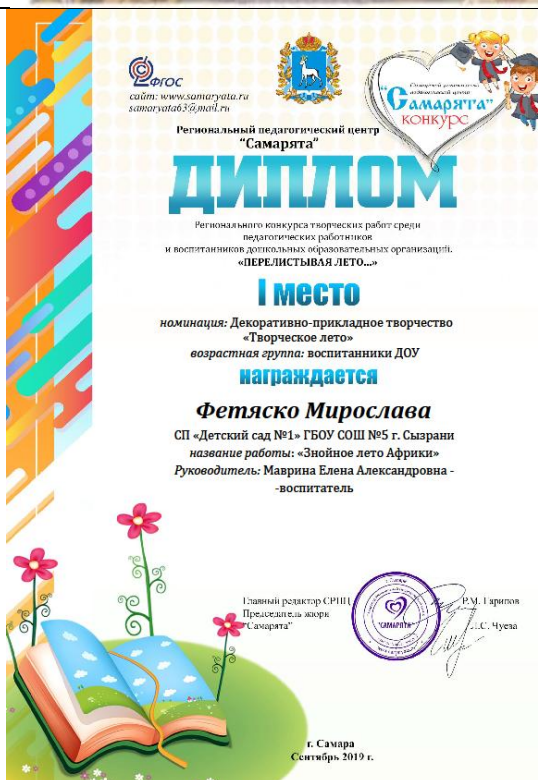 ФГОС
сайт: www.samaryata.ru
samaryata63@mail.ru
"Самарята"
конкурс
Региональный педагогический центр
"Самарята"
ДИПЛОМ
Регионального конкурса творческих работ среди
педагогических работников
и воспитанников дошкольных образовательных организаций.
«ПЕРЕЛИСТЫВАЯ ЛЕТО...»
I место
номинация: Декоративно-прикладное творчество
«Творческое лето»
возрастная группа: воспитанники ДОУ
награждается
Фетяско Мирослава
СП «Детский сад №1» ГБОУ СОШ №5 г. Сызрани
название работы: «Знойное лето Африки»
Руководитель: Маврина Елена Александровна -
-воспитатель
Главный редактор СРПЦ Р.М. Гарипов
Председатель жюри
"Самарята" Чуева
"САМАРЯТА"
г. Самара
Сентябрь 2019 г.